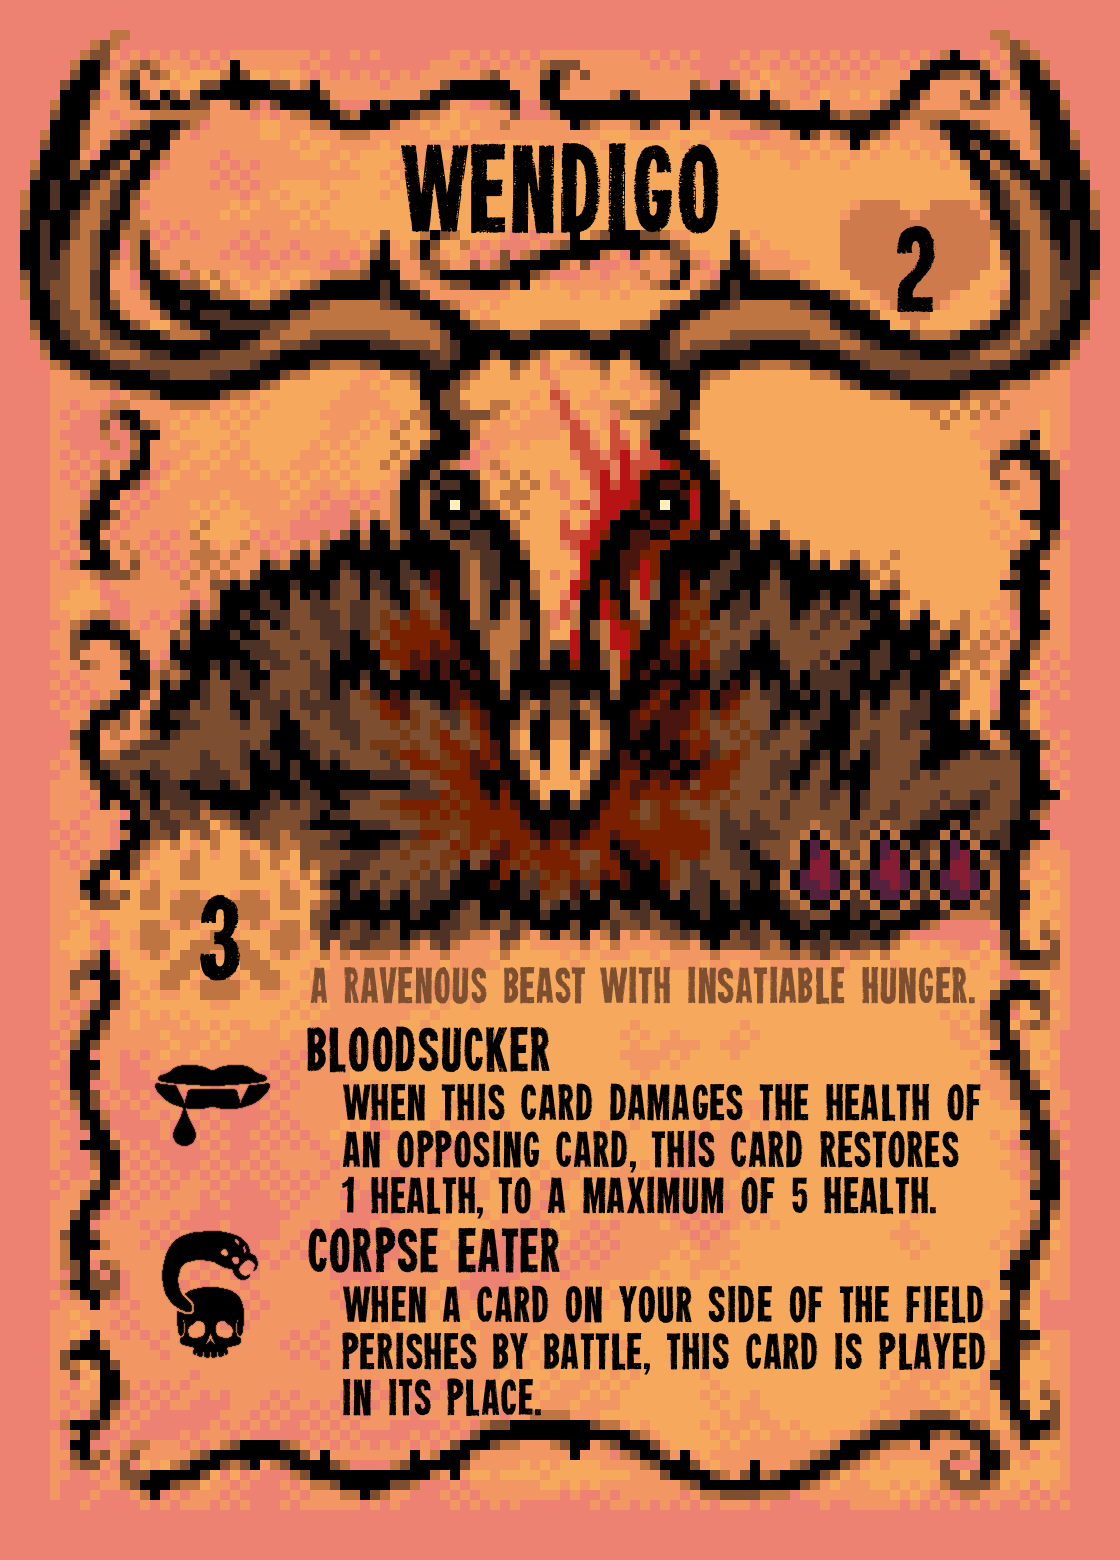 WENDIGO
2
3
A RAVENOUS BEAST WITH INSATIABLE HUNGER.
BLOODSUCKER
WHEN THIS CARD DAMAGES THE HEALTH OF
AN OPPOSING CARD, THIS CARD RESTORES
1 HEALTH, TO A MAXIMUM OF 5 HEALTH.
CORPSE EATER
WHEN A CARD ON YOUR SIDE OF THE FIELD
PERISHES BY BATTLE, THIS CARD IS PLAYED
IN ITS PLACE.